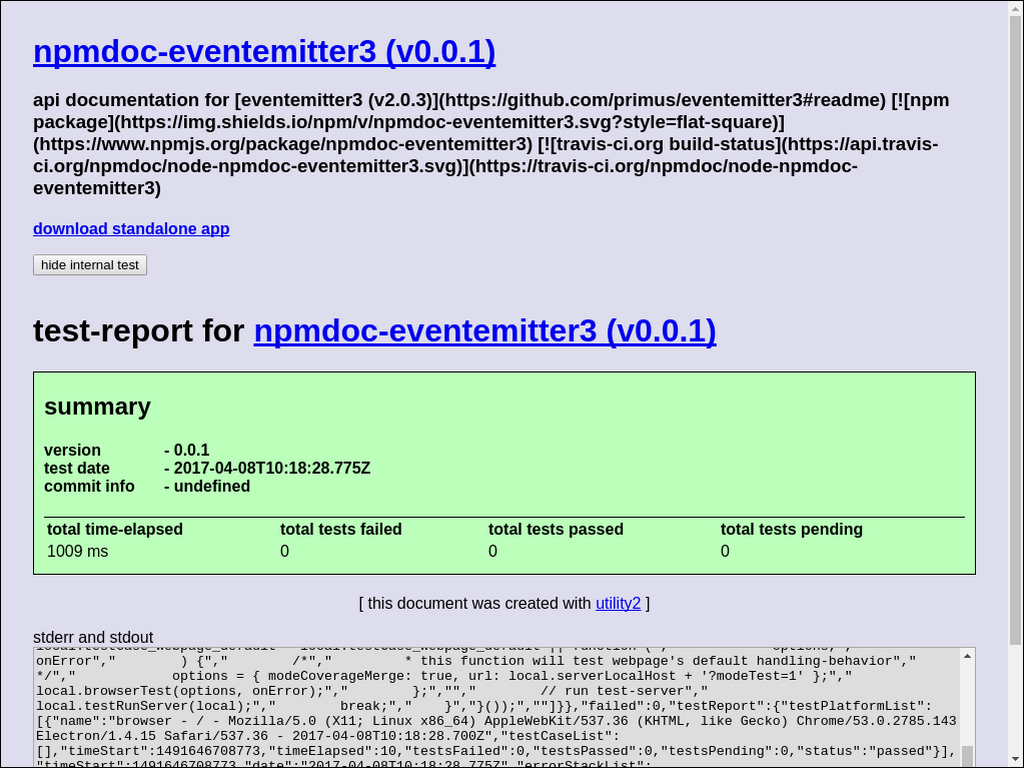 npmdoc-eventemitter3 (v0.0.1)
api documentation for [eventemitter3 (v2.0.3)](https://github.com/primus/eventemitter3#readme) [![npm
package](https://img.shields.io/npm/v/npmdoc-eventemitter3.svg?style=flat-square)]
(https://www.npmjs.org/package/npmdoc-eventemitter3) [![travis-ci.org build-status](https://api.travis-
ci.org/npmdoc/node-npmdoc-eventemitter3.svg)](https://travis-ci.org/npmdoc/node-npmdoc-
eventemitter3)
download standalone app
hide internal test
test-report for npmdoc-eventemitter3 (v0.0.1)
summary
version - 0.0.1
test date - 2017-04-08T10:18:28.775Z
commit info - undefined
total time-elapsed total tests failed total tests passed total tests pending
1009 ms 0 0 0
[ this document was created with utility2 ]
stderr and stdout
local.testCase_webpage_default = local.testCase_webpage_default || function (","            options,","
onError","        ) {","        /*","         * this function will test webpage's default handling-behavior","
*/","            options = { modeCoverageMerge: true, url: local.serverLocalHost + '?modeTest=1' };","
local.browserTest(options, onError);","        };","","        // run test-server","
local.testRunServer(local);","        break;","    }","}());",""]}},"failed":0,"testReport":{"testPlatformList":
[{"name":"browser - / - Mozilla/5.0 (X11; Linux x86_64) AppleWebKit/537.36 (KHTML, like Gecko) Chrome/53.0.2785.143
Electron/1.4.15 Safari/537.36 - 2017-04-08T10:18:28.700Z","testCaseList":
[],"timeStart":1491646708773,"timeElapsed":10,"testsFailed":0,"testsPassed":0,"testsPending":0,"status":"passed"}],
"timeStart":1491646708773,"date":"2017-04-08T10:18:28.775Z","errorStackList":